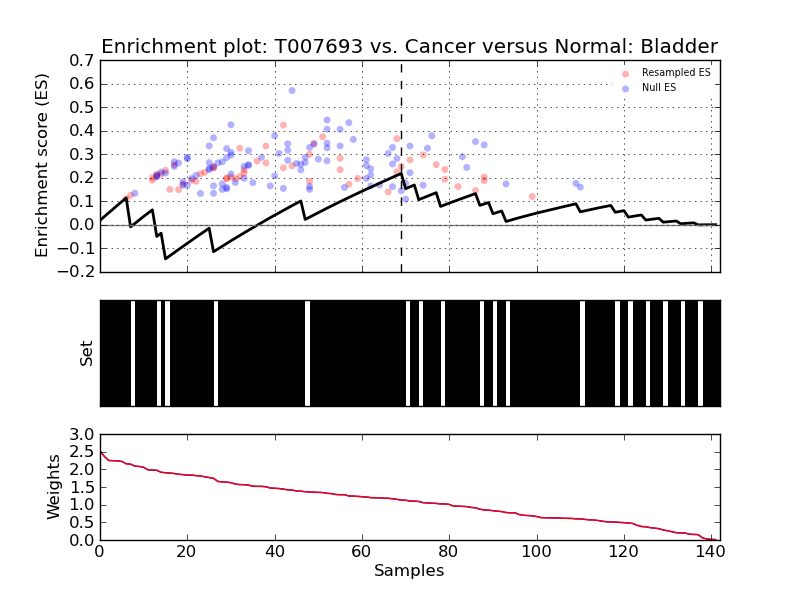 Enrichment plot: T007693 vs. Cancer versus Normal: Bladder
0.7
0.6
0.5
0.4
0.3
0.2
0.1
0.0
−0.1
−0.2
Enrichment score (ES)
Resampled ES
Null ES
Set
3.0
2.5
2.0
1.5
1.0
0.5
0.0
Weights
0 20 40 60 80 100 120 140
Samples